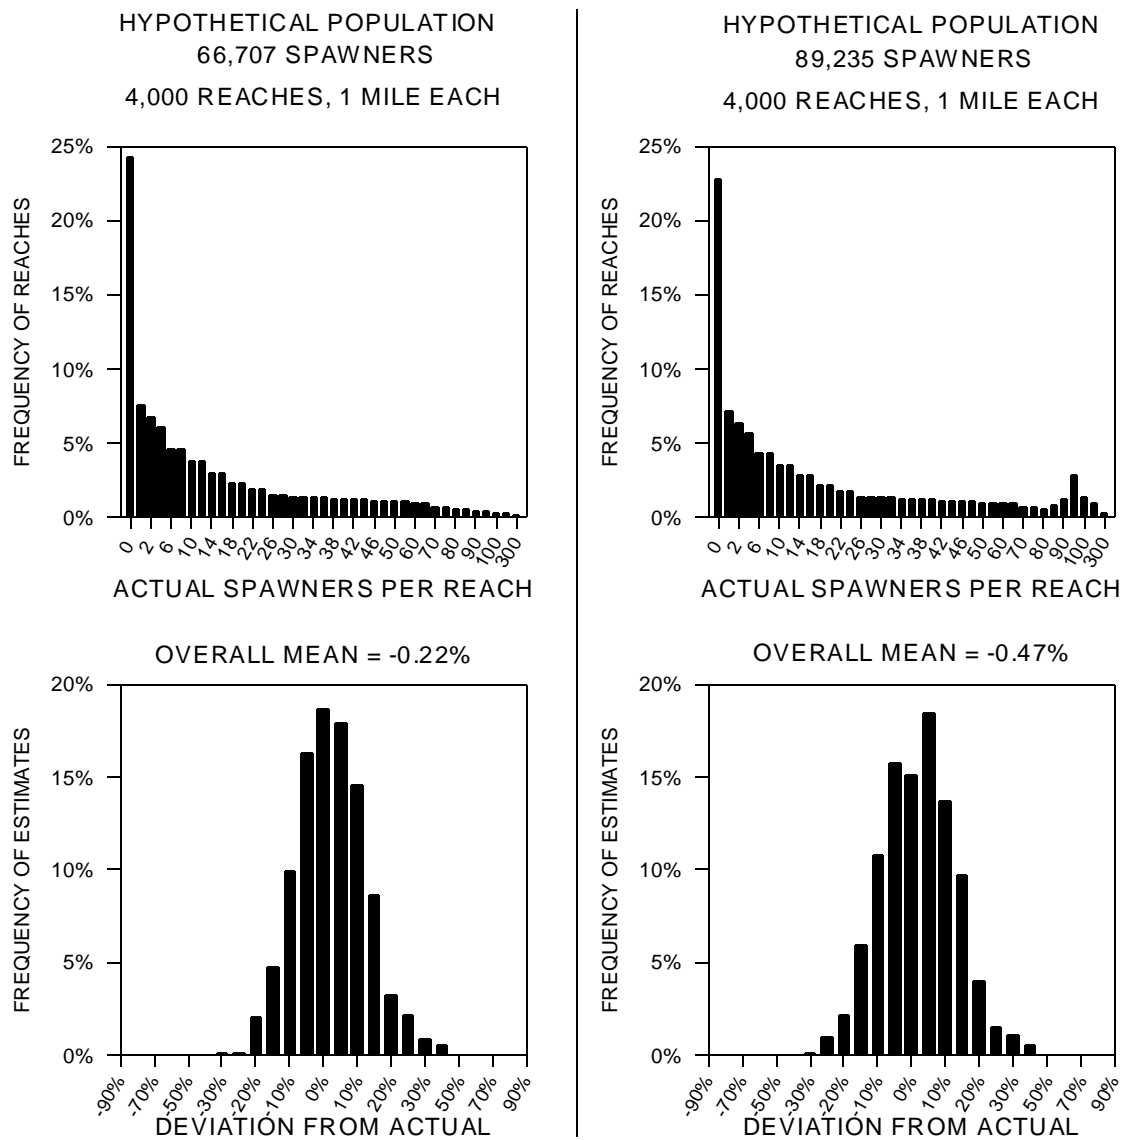 HYPOTHETICAL POPULATION
66,707 SPAWNERS
4,000 REACHES, 1 MILE EACH
25%
20%
15%
10%
5%
0%
FREQUENCY OF REACHES
0 2 6 10 14 18 22 26 30 34 38 42 46 50 60 70 80 90 100 300
ACTUAL SPAWNERS PER REACH
OVERALL MEAN = -0.22%
20%
15%
10%
5%
0%
FREQUENCY OF ESTIMATES
-90% -70% -50% -30% -20% -10% 0% 10% 20% 30% 50% 70% 90%
DEVIATION FROM ACTUAL
HYPOTHETICAL POPULATION
89,235 SPAWNERS
4,000 REACHES, 1 MILE EACH
25%
20%
15%
10%
5%
0%
FREQUENCY OF REACHES
0 2 6 10 14 18 22 26 30 34 38 42 46 50 60 70 80 90 100 300
ACTUAL SPAWNERS PER REACH
OVERALL MEAN = -0.47%
20%
15%
10%
5%
0%
FREQUENCY OF ESTIMATES
-90% -70% -50% -30% -20% -10% 0% 10% 20% 30% 50% 70% 90%
DEVIATION FROM ACTUAL